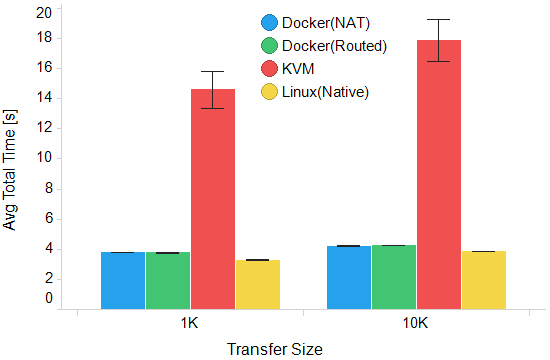 Docker(NAT)
Docker(Routed)
KVM
Linux(Native)
Avg Total Time [s]
20
18
16
14
12
10
8
6
4
2
0
1K
10K
Transfer Size